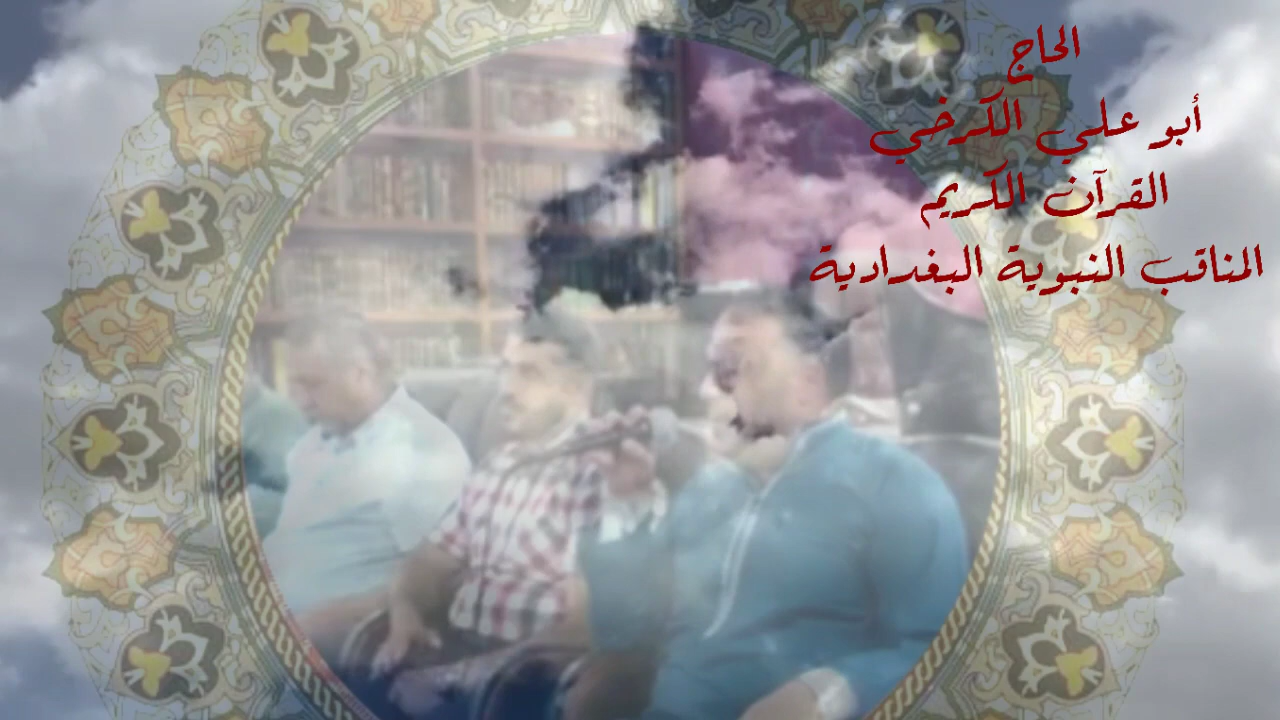 الحاج
أبو علي الكرخي
القرآن الكريم
المناقب النبوية البغدادية